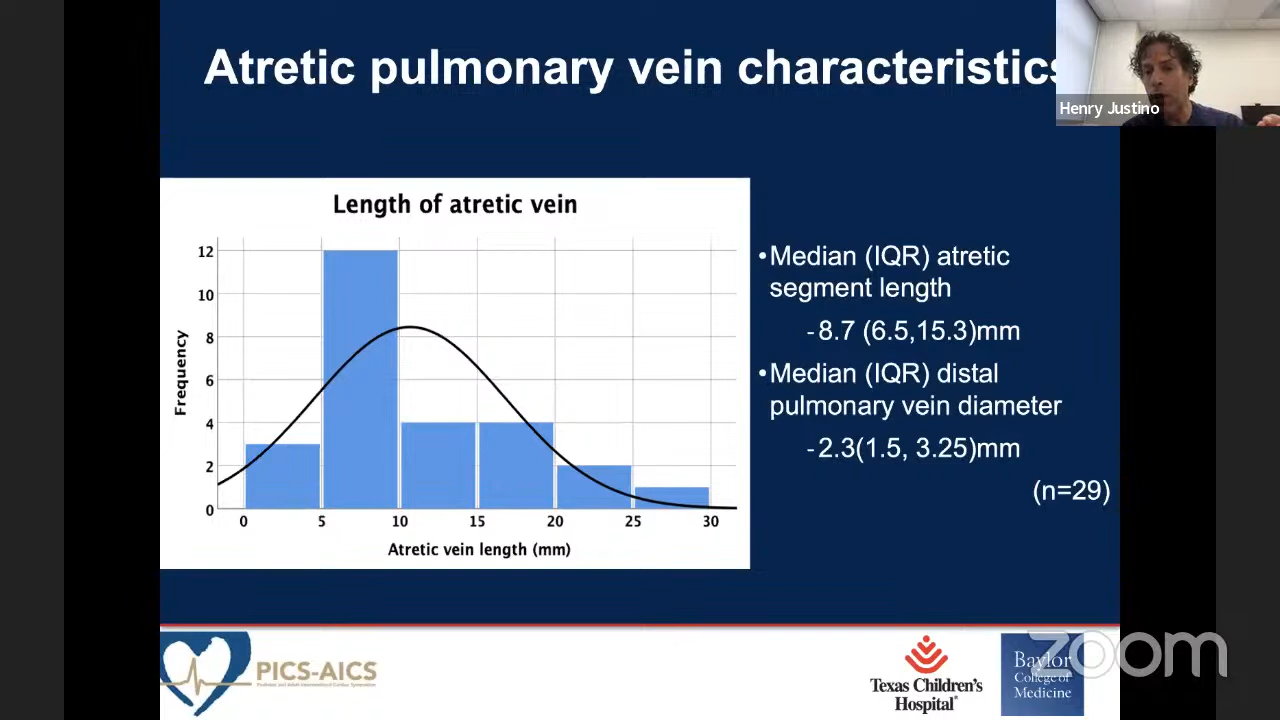 Atretic pulmonary vein characteristics
Henry Justino
Length of atretic vein
12
10
8
6
4
2
0
Frequency
0 5 10 15 20 25 30
Atretic vein length (mm)
•Median (IQR) atretic
segment length
-8.7 (6.5,15.3)mm
•Median (IQR) distal
pulmonary vein diameter
-2.3(1.5, 3.25)mm
(n=29)
PICS-AICS
Texas Children's
Hospital®
Baylor
College of
Medicine
zoom